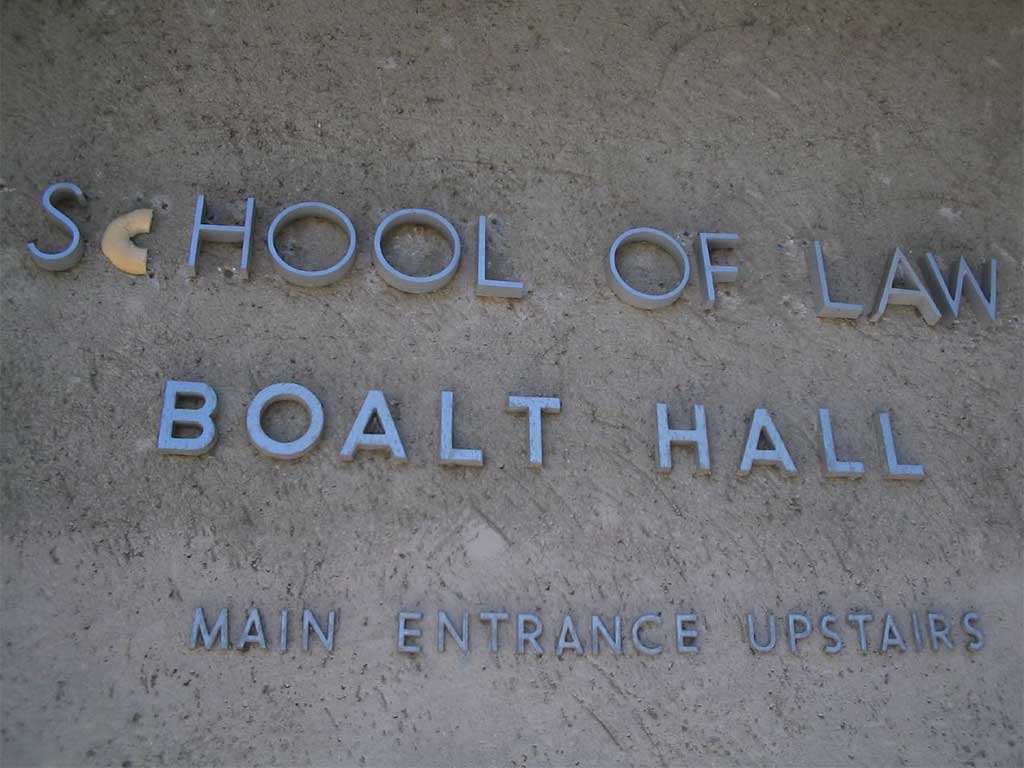 SCHOOL OF LAW
BOALT HALL
MAIN ENTRANCE UPSTAIRS